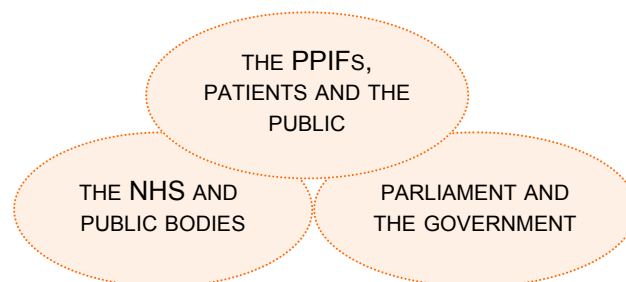 THE PPIFS,
PATIENTS AND THE
PUBLIC
THE NHS AND
PUBLIC BODIES
PARLIAMENT AND
THE GOVERNMENT